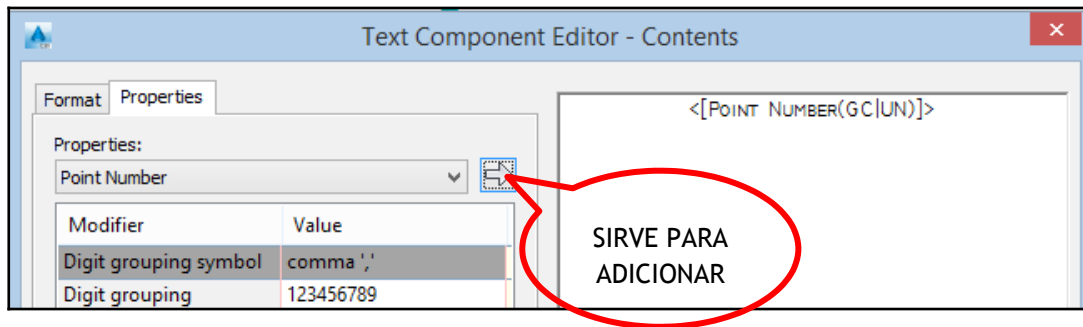 Text Component Editor - Contents
Format Properties
Properties:
Point Number
Modifier Value
Digit grouping symbol comma ','
Digit grouping 123456789
<[POINT NUMBER(GC|UN)]>
SIRVE PARA
ADICIONAR